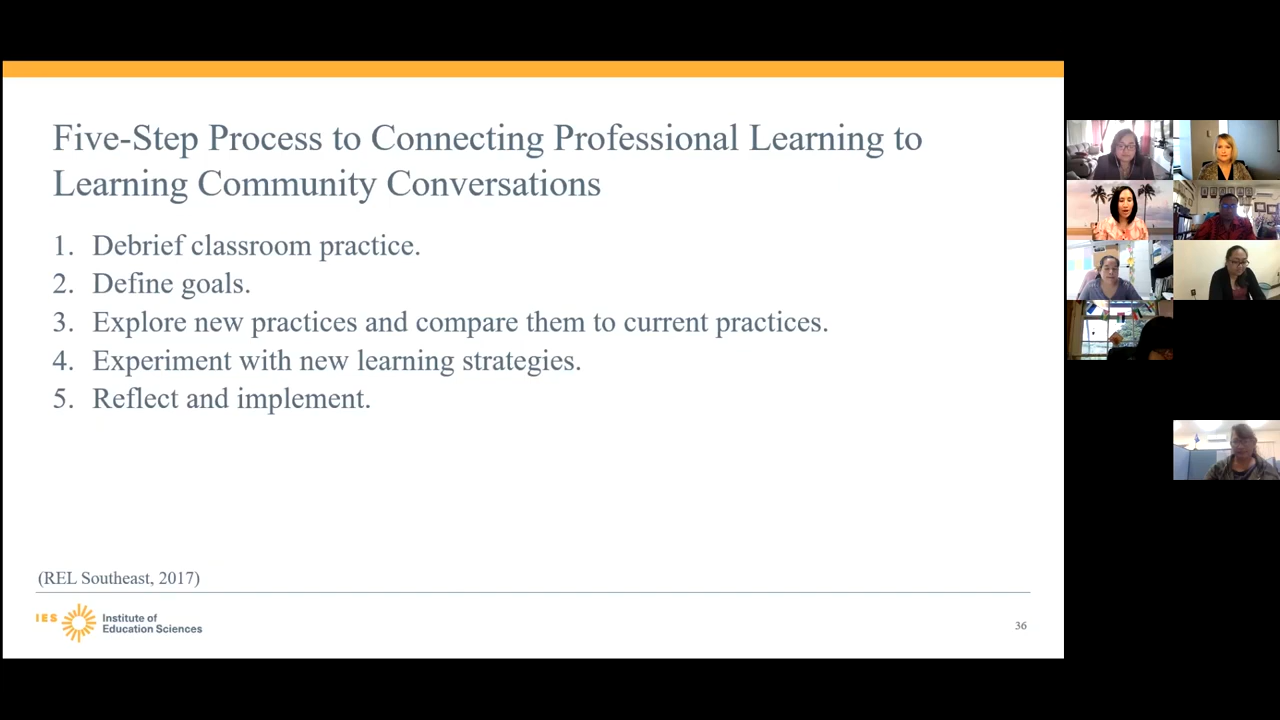 Five-Step Process to Connecting Professional Learning to
Learning Community Conversations
1. Debrief classroom practice.
2. Define goals.
3. Explore new practices and compare them to current practices.
4. Experiment with new learning strategies.
5. Reflect and implement.
(REL Southeast, 2017)
IES
Institute of
Education Sciences
36